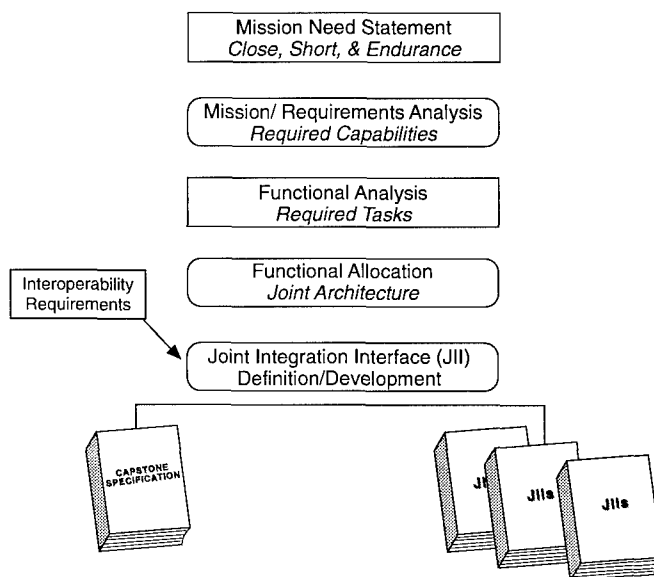 Mission Need Statement
Close, Short, & Endurance
Mission/ Requirements Analysis
Required Capabilities
Functional Analysis
Required Tasks
Functional Allocation
Joint Architecture
Interoperability
Requirements
Joint Integration Interface (JII)
Definition/Development
CAPSTONE
SPECIFICATION
JIIs
JIIs